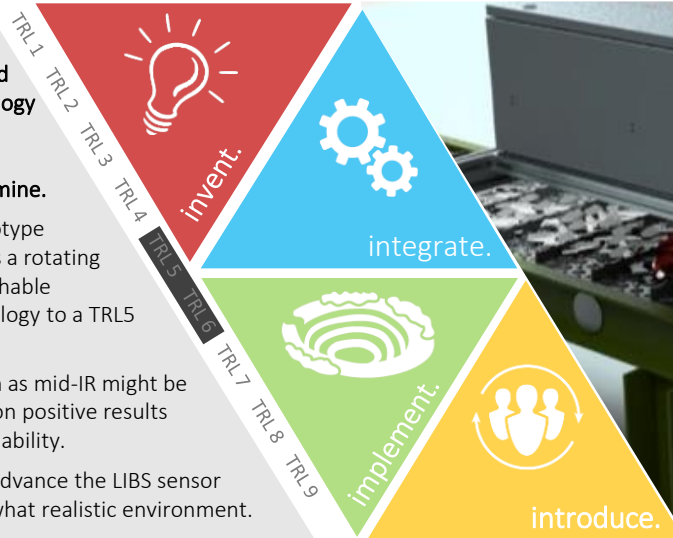 d
ology
mine.
otype
s a rotating
hable
logy to a TRL5
n as mid-IR might be
on positive results
ability.
dvance the LIBS sensor
what realistic environment.
TRL 1
TRL 2
TRL 3
TRL 4
TRL 5
TRL 6
TRL 7
TRL 8
TRL 9
invent.
integrate.
implement.
introduce.